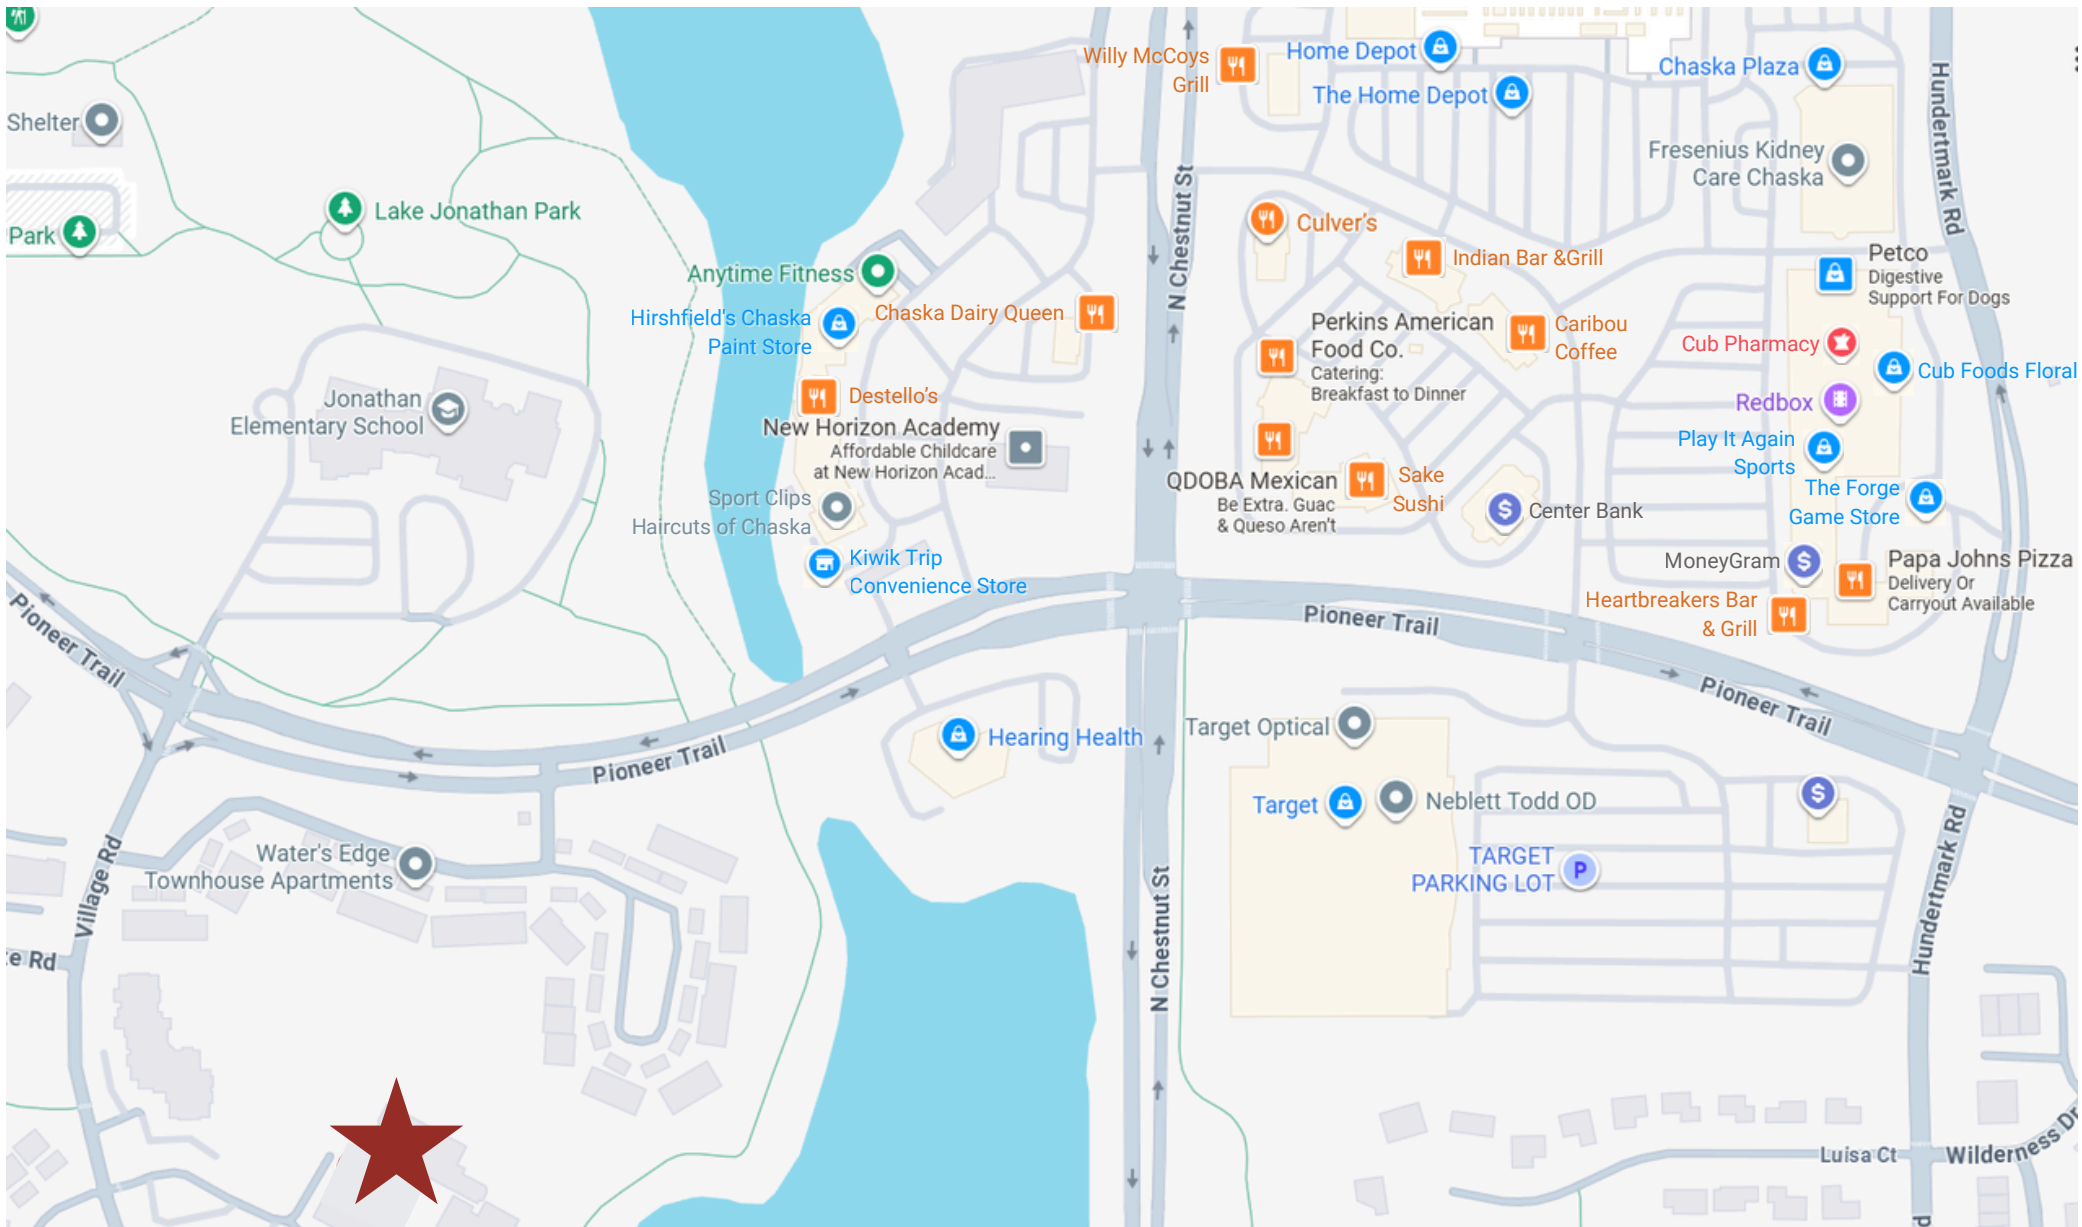 Willy McCoys
Grill
Home Depot
The Home Depot
Chaska Plaza
Hundertmark Rd
Shelter
Fresenius Kidney
Care Chaska
N Chestnut St
Lake Jonathan Park
Park
Culver's
Indian Bar &Grill
Petco
Digestive
Support For Dogs
Anytime Fitness
Hirshfield's Chaska
Paint Store
Chaska Dairy Queen
Perkins American
Food Co.
Catering:
Breakfast to Dinner
Caribou
Coffee
Cub Pharmacy
Cub Foods Floral
Redbox
Jonathan
Elementary School
Destello's
New Horizon Academy
Affordable Childcare
at New Horizon Acad...
Play It Again
Sports
QDOBA Mexican
Be Extra. Guac
& Queso Aren't
Sake
Sushi
The Forge
Game Store
Sport Clips
Haircuts of Chaska
Center Bank
Kiwik Trip
Convenience Store
MoneyGram
Papa Johns Pizza
Delivery Or
Carryout Available
Heartbreakers Bar
& Grill
Pioneer Trail
Pioneer Trail
Pioneer Trail
Pioneer Trail
Target Optical
Hearing Health
Target
Neblett Todd OD
TARGET
PARKING LOT
P
Water's Edge
Townhouse Apartments
Village Rd
N Chestnut St
Hundertmark Rd
e Rd
Luisa Ct
Wilderness Dr